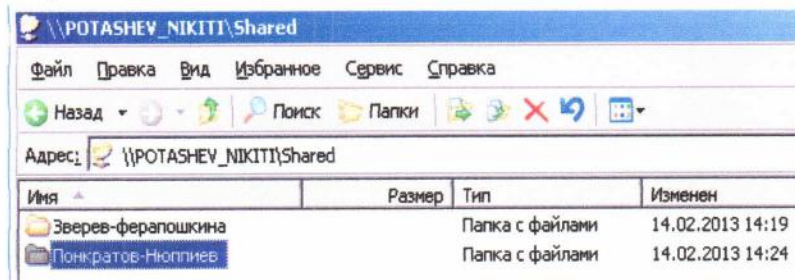 \\POTASHEV_NIKITI\Shared
Файл Правка Вид Избранное Сервис Справка
Назад Поиск Папки
Адрес: \\POTASHEV_NIKITI\Shared
Имя Размер Тип Изменен
Зверев-ферапошкина Папка с файлами 14.02.2013 14:19
Понкратов-Нюппиев Папка с файлами 14.02.2013 14:24